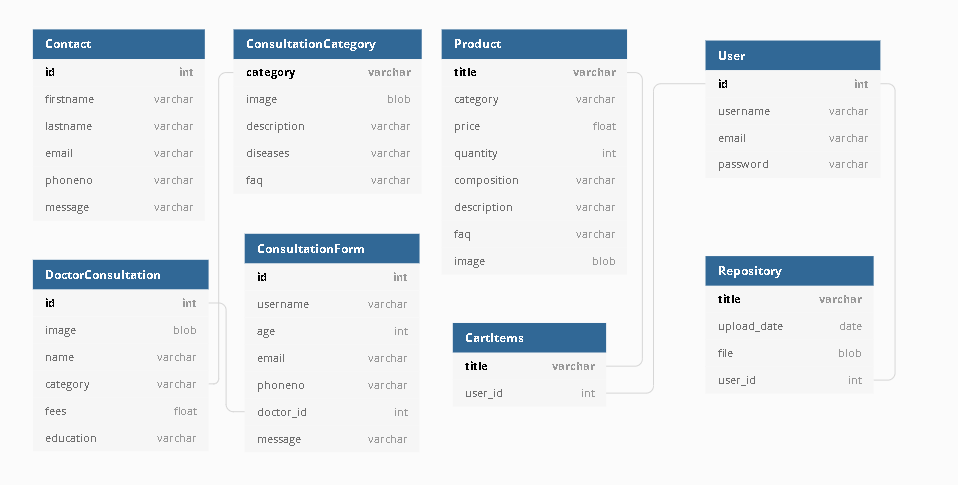 Contact
id int
firstname varchar
lastname varchar
email varchar
phoneno varchar
message varchar
ConsultationCategory
category varchar
image blob
description varchar
diseases varchar
faq varchar
Product
title varchar
category varchar
price float
quantity int
composition varchar
description varchar
faq varchar
image blob
User
id int
username varchar
email varchar
password varchar
DoctorConsultation
id int
image blob
name varchar
category varchar
fees float
education varchar
ConsultationForm
id int
username varchar
age int
email varchar
phoneno varchar
doctor_id int
message varchar
CartItems
title varchar
user_id int
Repository
title varchar
upload_date date
file blob
user_id int